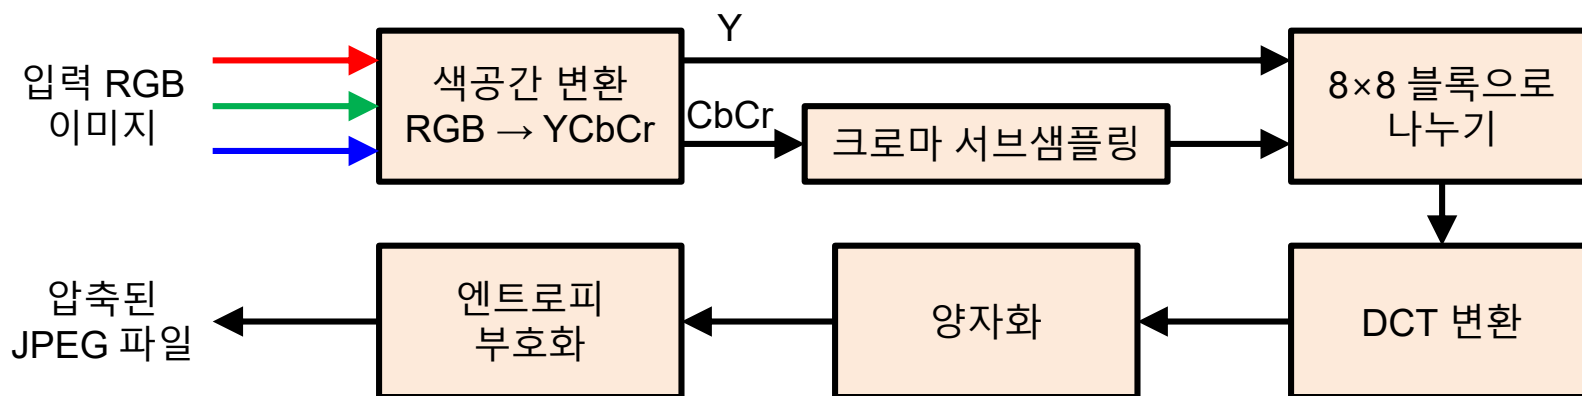 입력 RGB
이미지
색공간 변환
RGB → YCbCr
Y
CbCr
크로마 서브샘플링
8×8 블록으로
나누기
DCT 변환
양자화
엔트로피
부호화
압축된
JPEG 파일